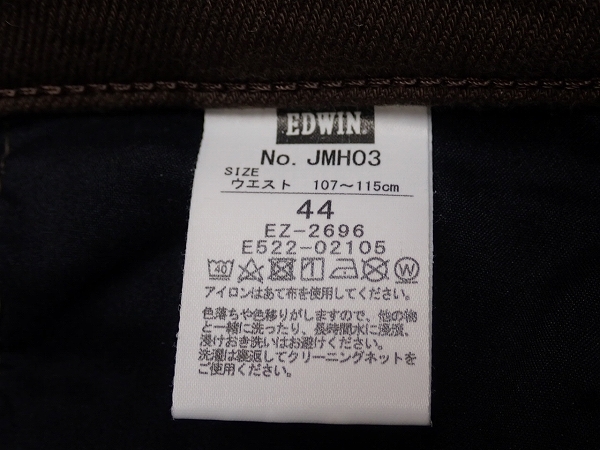 EDWIN
No. JMH03
SIZE
ウエスト 107～115cm
44
EZ-2696
E522-02105
40 W
アイロンはあて布を使用してください。
色落ちや色移りがしますので、他の物
と一緒に洗ったり、長時間水に浸漬、
浸けおき洗いはお避けください。
洗濯は裏返してクリーニングネットを
ご使用ください。